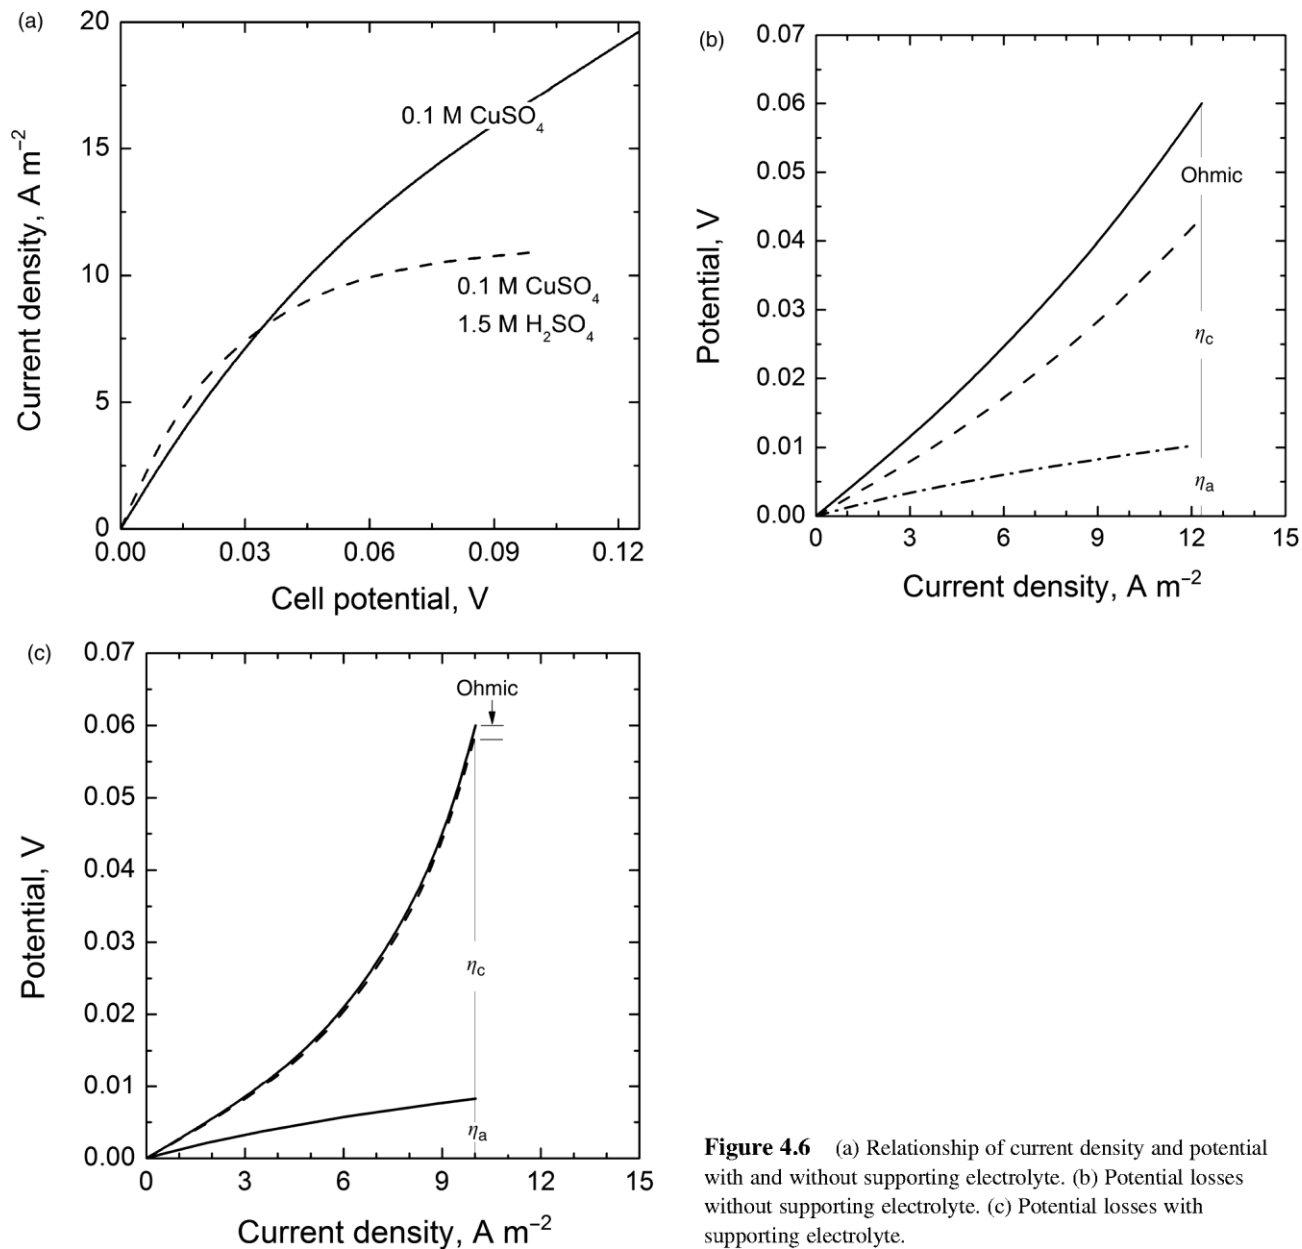 (a)
20
15
10
5
0
Current density, A m⁻²
0.1 M CuSO₄
0.1 M CuSO₄
1.5 M H₂SO₄
0.00 0.03 0.06 0.09 0.12
Cell potential, V
(b)
0.07
0.06
0.05
0.04
0.03
0.02
0.01
0.00
Potential, V
Ohmic
ηc
ηa
0 3 6 9 12 15
Current density, A m⁻²
(c)
0.07
0.06
0.05
0.04
0.03
0.02
0.01
0.00
Potential, V
Ohmic
ηc
ηa
0 3 6 9 12 15
Current density, A m⁻²
Figure 4.6 (a) Relationship of current density and potential
with and without supporting electrolyte. (b) Potential losses
without supporting electrolyte. (c) Potential losses with
supporting electrolyte.